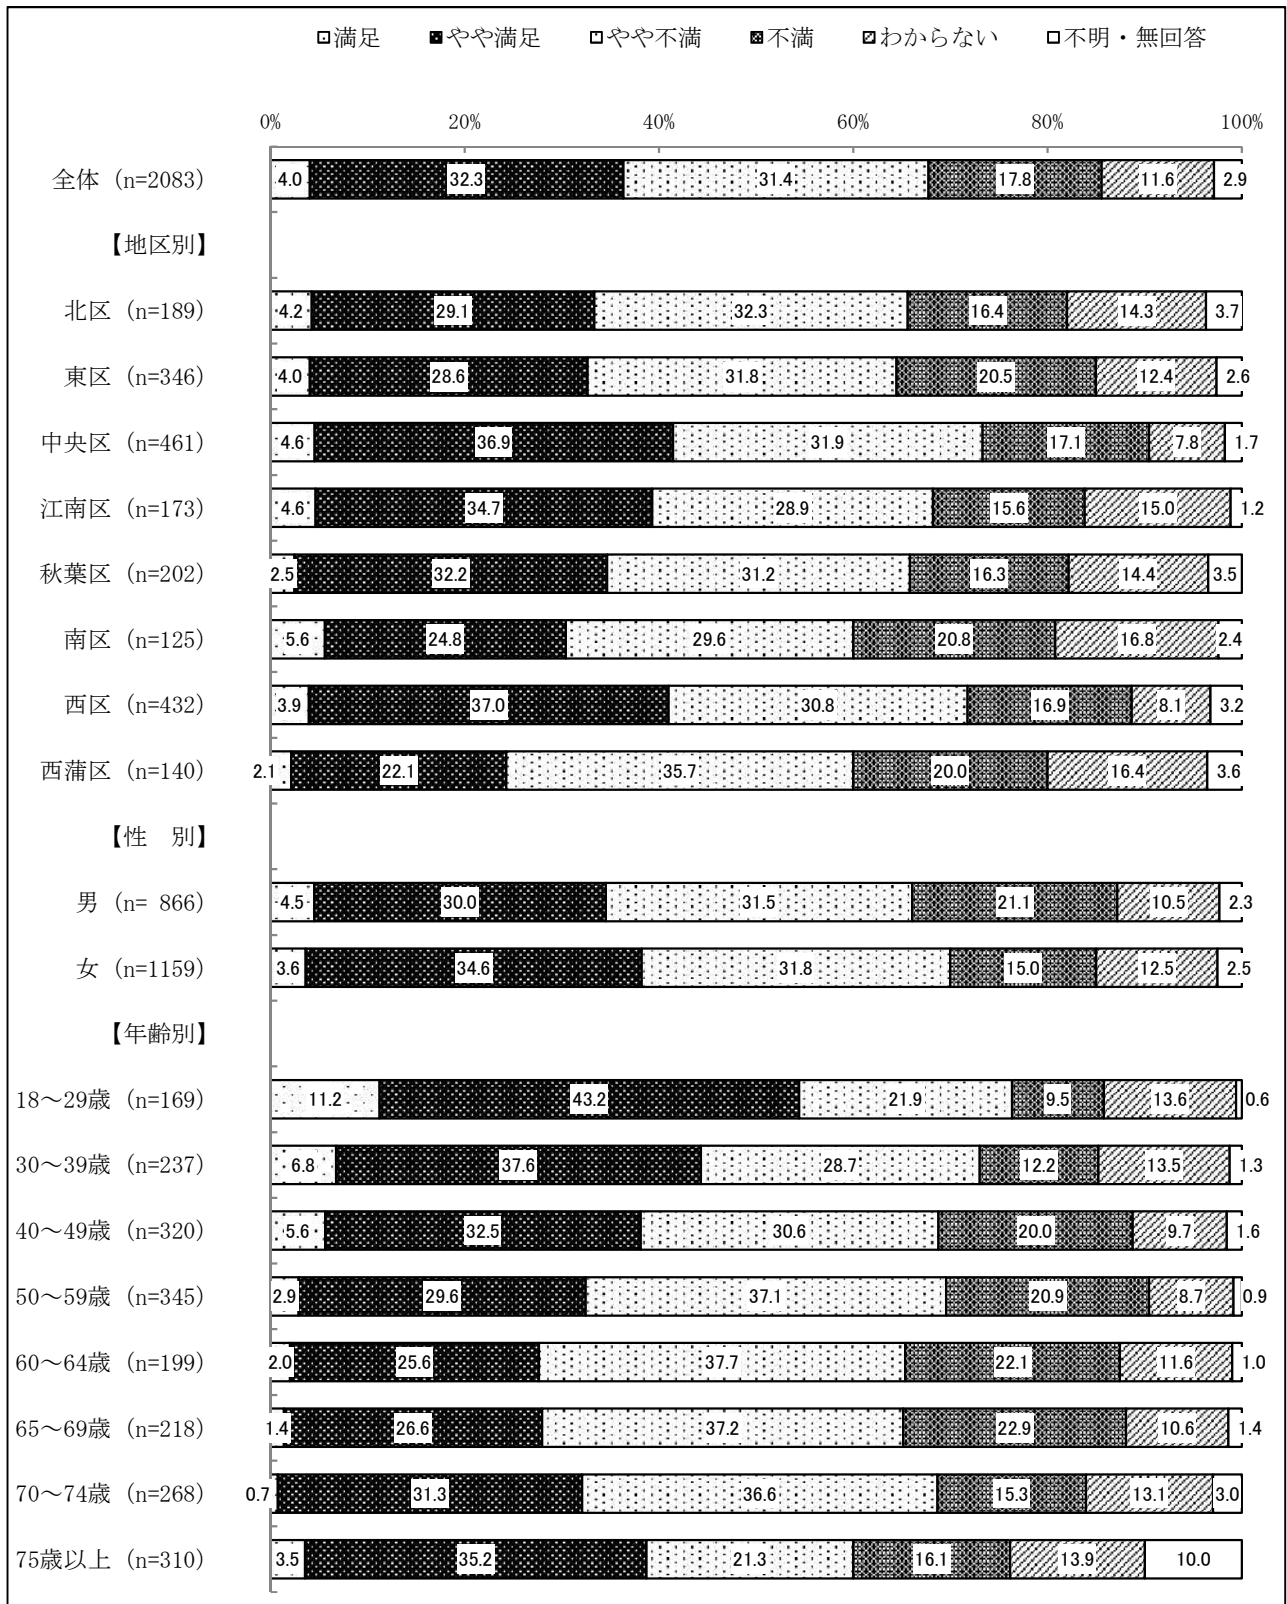 満足 やや満足 やや不満 不満 わからない 不明・無回答
0% 20% 40% 60% 80% 100%
全体 (n=2083) 4.0 32.3 31.4 17.8 11.6 2.9
【地区別】
北区 (n=189) 4.2 29.1 32.3 16.4 14.3 3.7
東区 (n=346) 4.0 28.6 31.8 20.5 12.4 2.6
中央区 (n=461) 4.6 36.9 31.9 17.1 7.8 1.7
江南区 (n=173) 4.6 34.7 28.9 15.6 15.0 1.2
秋葉区 (n=202) 2.5 32.2 31.2 16.3 14.4 3.5
南区 (n=125) 5.6 24.8 29.6 20.8 16.8 2.4
西区 (n=432) 3.9 37.0 30.8 16.9 8.1 3.2
西蒲区 (n=140) 2.1 22.1 35.7 20.0 16.4 3.6
【性　別】
男 (n= 866) 4.5 30.0 31.5 21.1 10.5 2.3
女 (n=1159) 3.6 34.6 31.8 15.0 12.5 2.5
【年齢別】
18～29歳 (n=169) 11.2 43.2 21.9 9.5 13.6 0.6
30～39歳 (n=237) 6.8 37.6 28.7 12.2 13.5 1.3
40～49歳 (n=320) 5.6 32.5 30.6 20.0 9.7 1.6
50～59歳 (n=345) 2.9 29.6 37.1 20.9 8.7 0.9
60～64歳 (n=199) 2.0 25.6 37.7 22.1 11.6 1.0
65～69歳 (n=218) 1.4 26.6 37.2 22.9 10.6 1.4
70～74歳 (n=268) 0.7 31.3 36.6 15.3 13.1 3.0
75歳以上 (n=310) 3.5 35.2 21.3 16.1 13.9 10.0